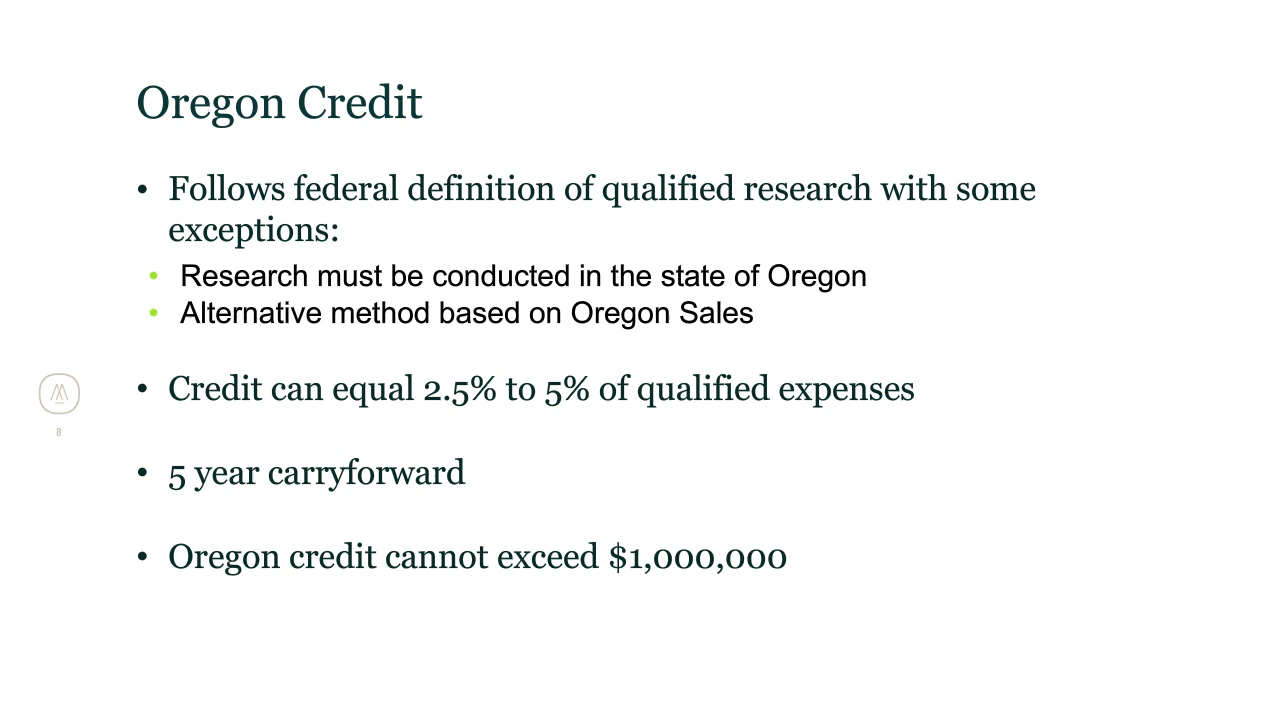 Oregon Credit
• Follows federal definition of qualified research with some
exceptions:
• Research must be conducted in the state of Oregon
• Alternative method based on Oregon Sales
• Credit can equal 2.5% to 5% of qualified expenses
8
• 5 year carryforward
• Oregon credit cannot exceed $1,000,000